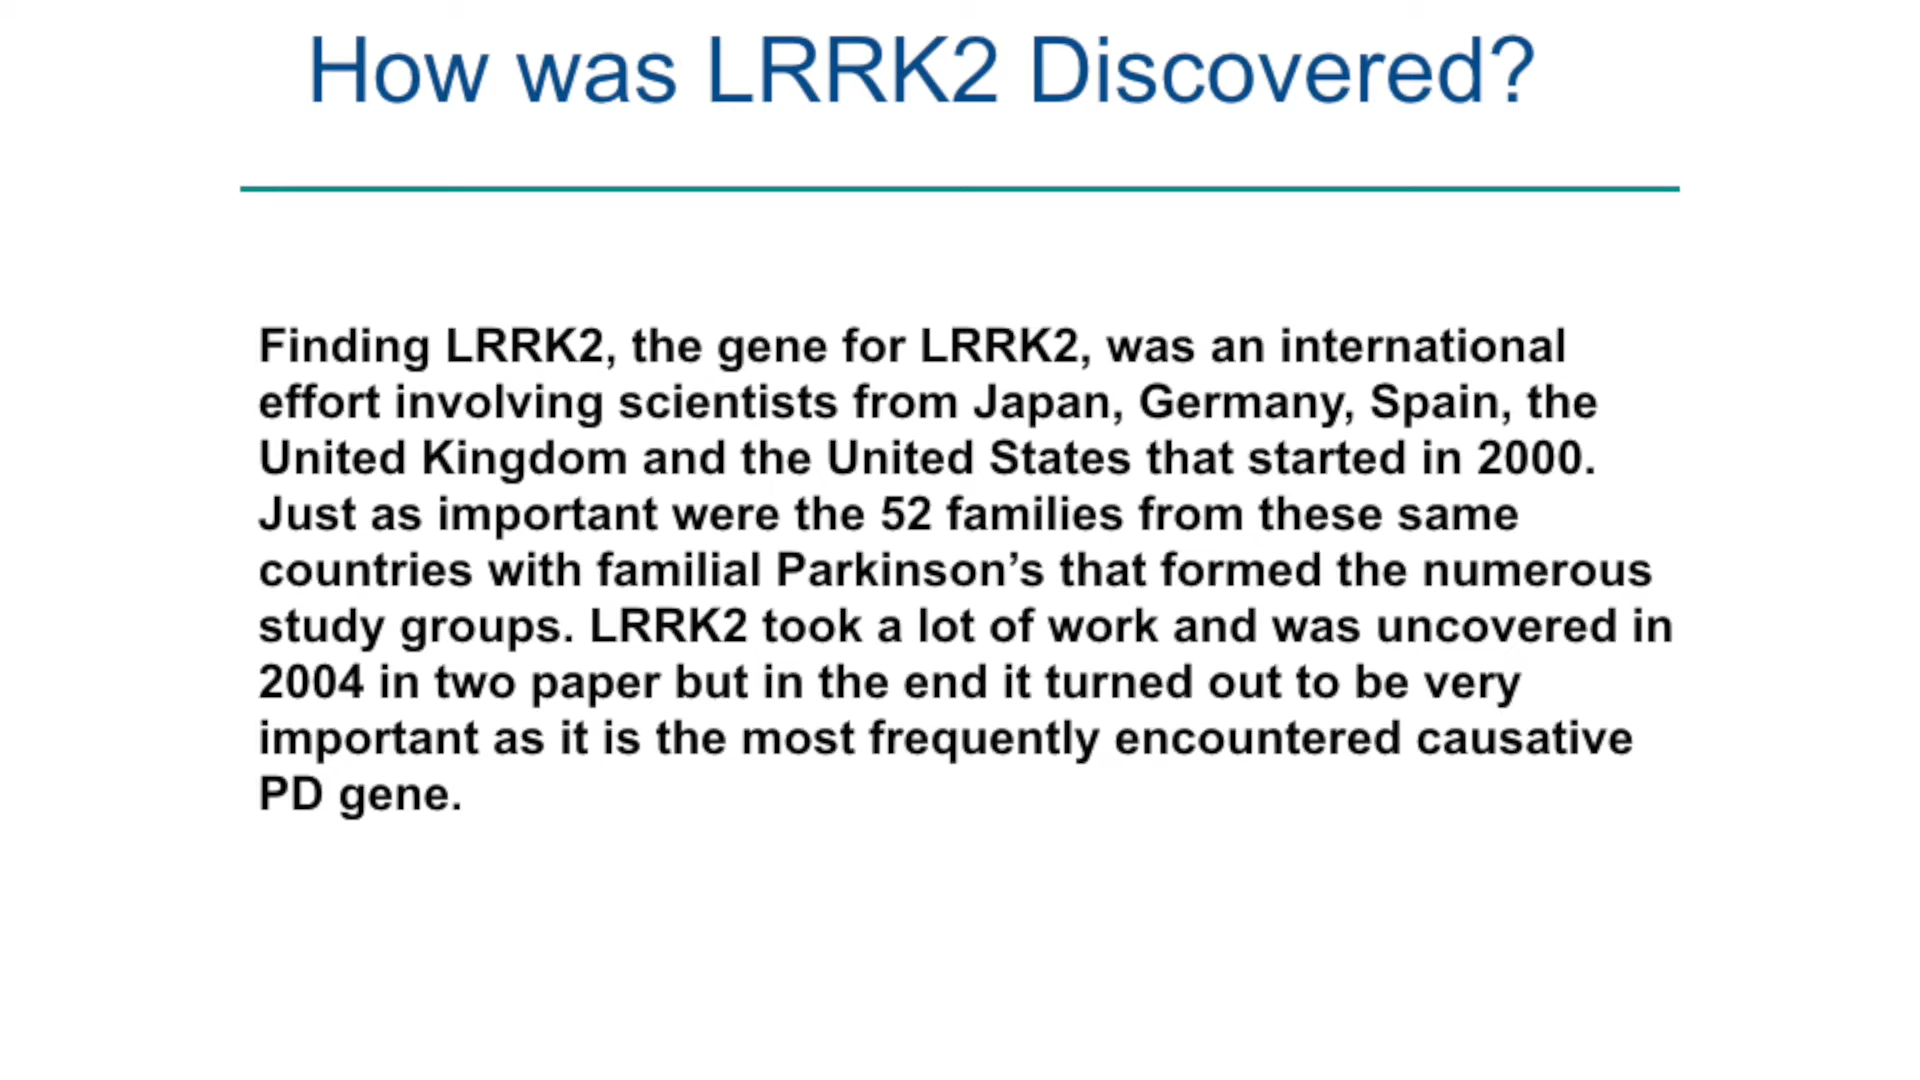 How was LRRK2 Discovered?
Finding LRRK2, the gene for LRRK2, was an international
effort involving scientists from Japan, Germany, Spain, the
United Kingdom and the United States that started in 2000.
Just as important were the 52 families from these same
countries with familial Parkinson’s that formed the numerous
study groups. LRRK2 took a lot of work and was uncovered in
2004 in two paper but in the end it turned out to be very
important as it is the most frequently encountered causative
PD gene.